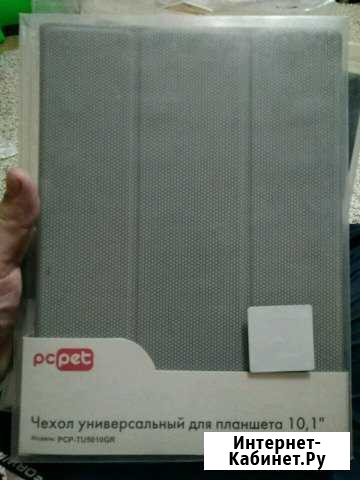 pcpet
Чехол универсальный для планшета 10,1"
Модель: PCP-TU5010GR
Интернет-
Кабинет.Ру